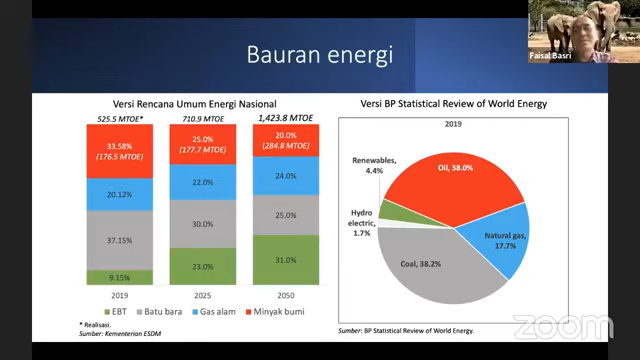 Bauran energi
Faisal Basri
Versi Rencana Umum Energi Nasional
525.5 MTOE*
710.9 MTOE
1,423.8 MTOE
33.58%
(176.5 MTOE)
25.0%
(177.7 MTOE)
20.0%
(284.8 MTOE)
20.12%
22.0%
24.0%
37.15%
30.0%
25.0%
9.15%
23.0%
31.0%
2019
2025
2050
EBT
Batu bara
Gas alam
Minyak bumi
* Realisasi.
Sumber: Kementerian ESDM
Versi BP Statistical Review of World Energy
2019
Renewables,
4.4%
Oil, 38.0%
Hydro
electric,
1.7%
Natural gas,
17.7%
Coal, 38.2%
Sumber: BP Statistical Review of World Energy.
zoom